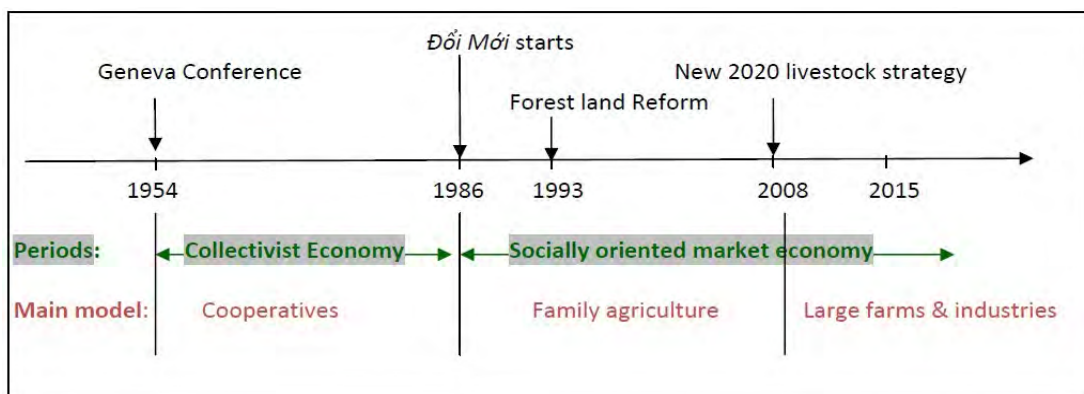 Đổi Mới starts
Geneva Conference
New 2020 livestock strategy
Forest land Reform
1954
1986
1993
2008
2015
Periods:
Collectivist Economy
Socially oriented market economy
Main model:
Cooperatives
Family agriculture
Large farms & industries